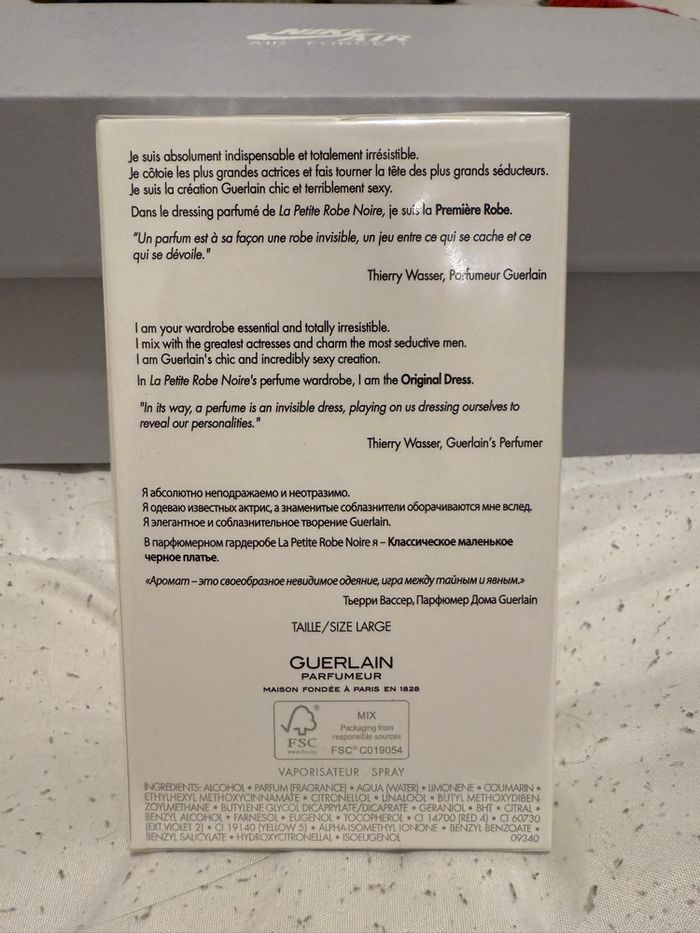 NIKE AIR
AIR FORCE 1
Je suis absolument indispensable et totalement irrésistible.
Je côtoie les plus grandes actrices et fais tourner la tête des plus grands séducteurs.
Je suis la création Guerlain chic et terriblement sexy.
Dans le dressing parfumé de La Petite Robe Noire, je suis la Première Robe.
"Un parfum est à sa façon une robe invisible, un jeu entre ce qui se cache et ce
qui se dévoile."
Thierry Wasser, Parfumeur Guerlain
I am your wardrobe essential and totally irresistible.
I mix with the greatest actresses and charm the most seductive men.
I am Guerlain's chic and incredibly sexy creation.
In La Petite Robe Noire's perfume wardrobe, I am the Original Dress.
"In its way, a perfume is an invisible dress, playing on us dressing ourselves to
reveal our personalities."
Thierry Wasser, Guerlain's Perfumer
Я абсолютно неподражаемо и неотразимо.
Я одеваю известных актрис, а знаменитые соблазнители оборачиваются мне вслед.
Я элегантное и соблазнительное творение Guerlain.
В парфюмерном гардеробе La Petite Robe Noire я – Классическое маленькое
черное платье.
«Аромат – это своеобразное невидимое одеяние, игра между тайным и явным.»
Тьерри Вассер, Парфюмер Дома Guerlain
TAILLE/SIZE LARGE
GUERLAIN
PARFUMEUR
MAISON FONDÉE À PARIS EN 1828
FSC
www.fsc.org
MIX
Packaging from
responsible sources
FSC® C019054
VAPORISATEUR . SPRAY
INGREDIENTS: ALCOHOL • PARFUM (FRAGRANCE) • AQUA (WATER) • LIMONENE • COUMARIN •
ETHYLHEXYL METHOXYCINNAMATE • CITRONELLOL • LINALOOL • BUTYL METHOXYDIBEN-
ZOYLMETHANE • BUTYLENE GLYCOL DICAPRYLATE/DICAPRATE • GERANIOL • BHT • CITRAL •
BENZYL ALCOHOL • FARNESOL • EUGENOL • TOCOPHEROL • CI 14700 (RED 4) • CI 60730
(EXT. VIOLET 2) • CI 19140 (YELLOW 5) • ALPHA-ISOMETHYL IONONE • BENZYL BENZOATE •
BENZYL SALICYLATE • HYDROXYCITRONELLAL • ISOEUGENOL 09340